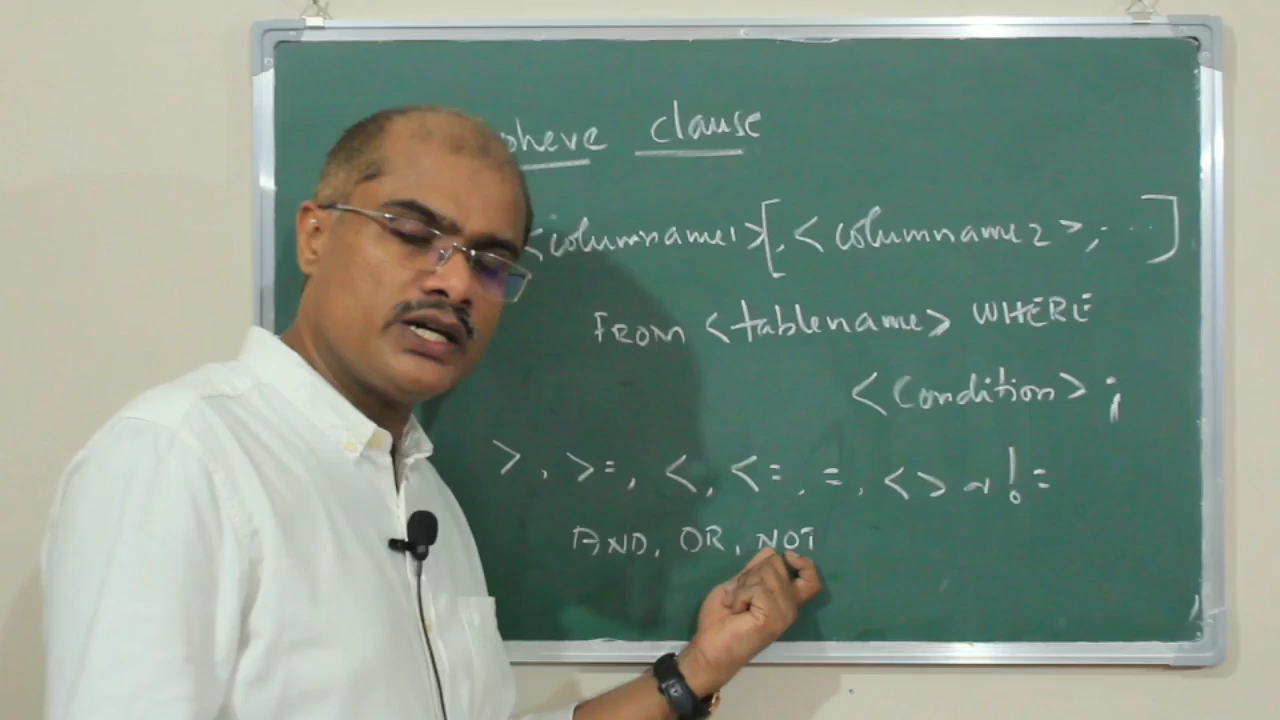 where clause
<columnname1>[,<columnname2>,...]
FROM <tablename> WHERE
<Condition>;
>, >=, <, <=, =, <> or !=
AND, OR, NOT